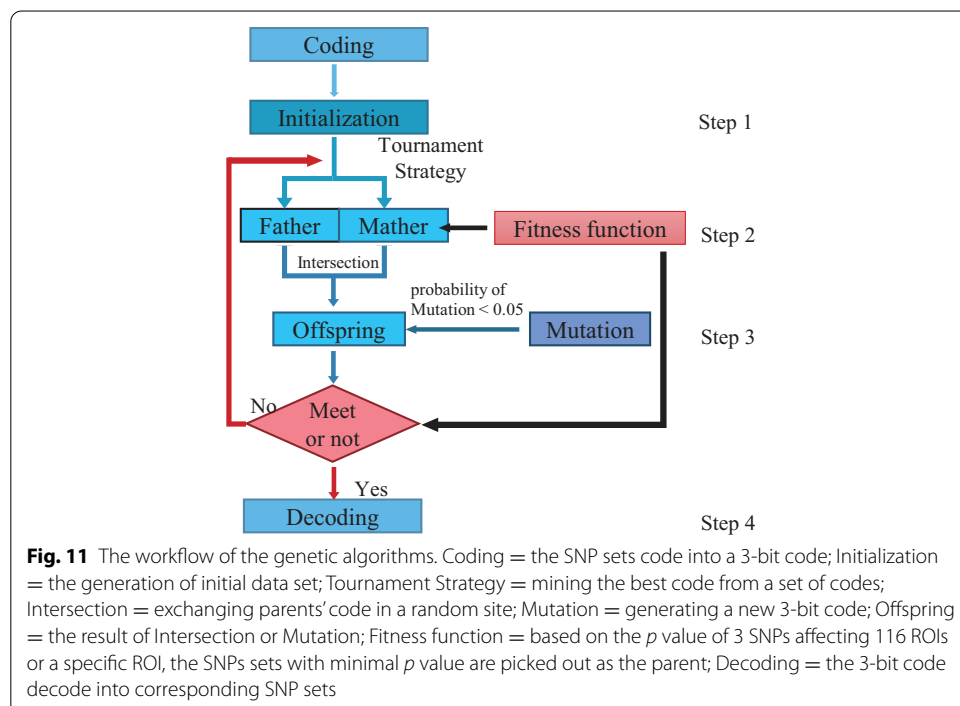 Coding
Initialization
Step 1
Tournament
Strategy
Father
Mather
Fitness function
Step 2
Intersection
probability of
Mutation < 0.05
Offspring
Mutation
Step 3
No
Meet
or not
Yes
Decoding
Step 4
Fig. 11 The workflow of the genetic algorithms. Coding = the SNP sets code into a 3-bit code; Initialization
= the generation of initial data set; Tournament Strategy = mining the best code from a set of codes;
Intersection = exchanging parents' code in a random site; Mutation = generating a new 3-bit code; Offspring
= the result of Intersection or Mutation; Fitness function = based on the p value of 3 SNPs affecting 116 ROIs
or a specific ROI, the SNPs sets with minimal p value are picked out as the parent; Decoding = the 3-bit code
decode into corresponding SNP sets